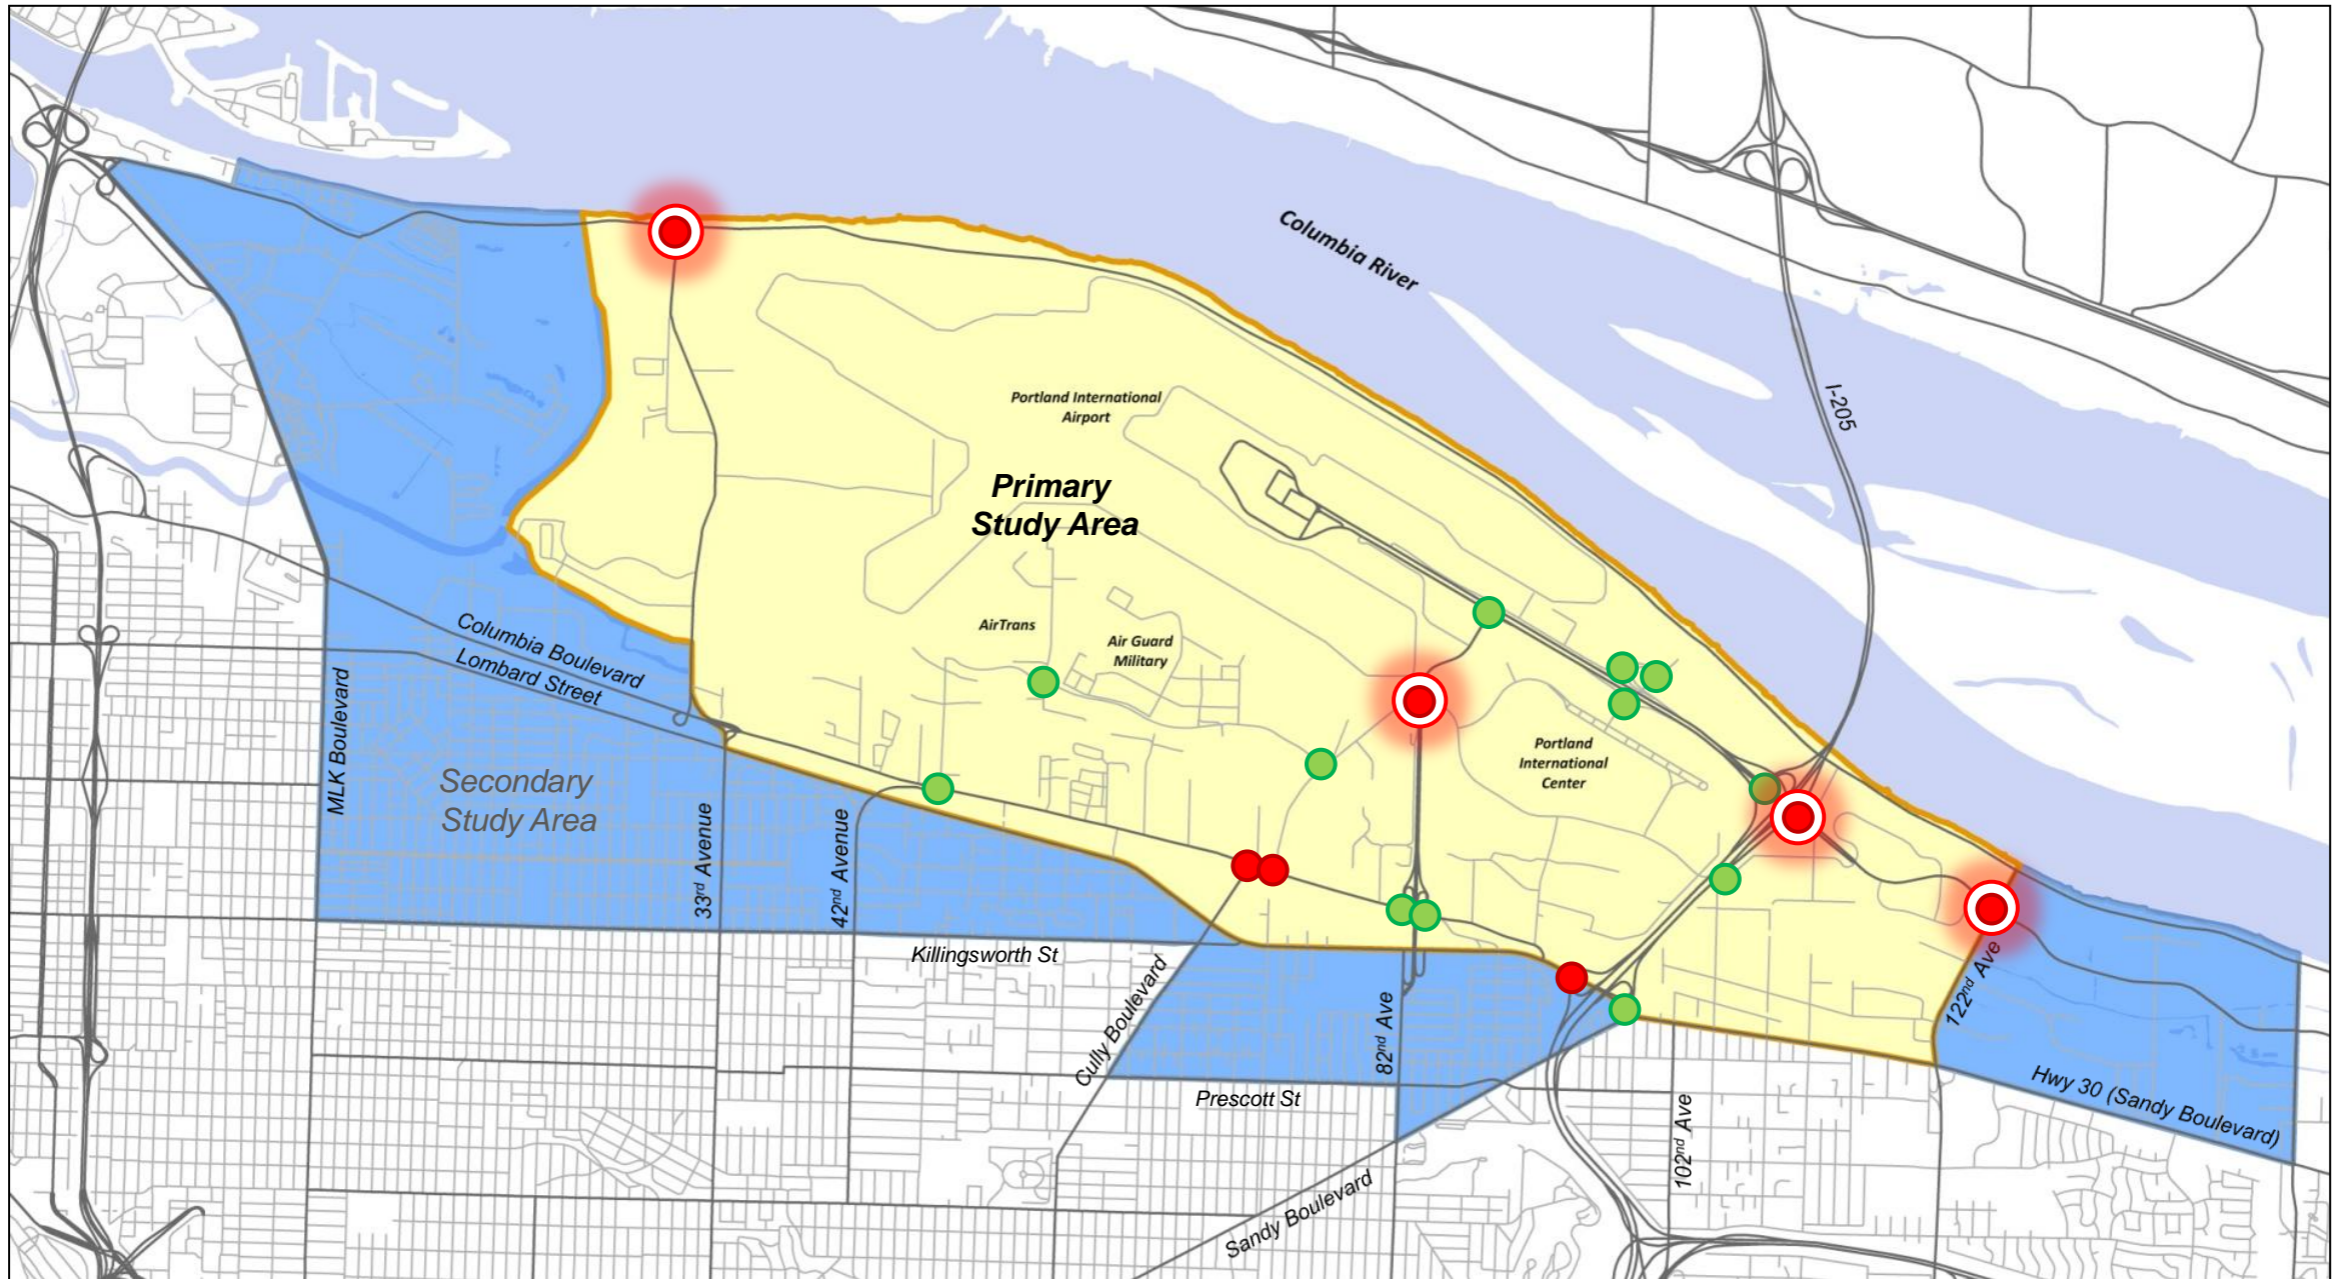 Columbia River
I-205
Portland International
Airport
Primary
Study Area
AirTrans
Air Guard
Military
Columbia Boulevard
Lombard Street
Portland
International
Center
MLK Boulevard
Secondary
Study Area
33rd Avenue
42nd Avenue
Killingsworth St
Cully Boulevard
82nd Ave
122nd Ave
Hwy 30 (Sandy Boulevard)
Prescott St
102nd Ave
Sandy Boulevard